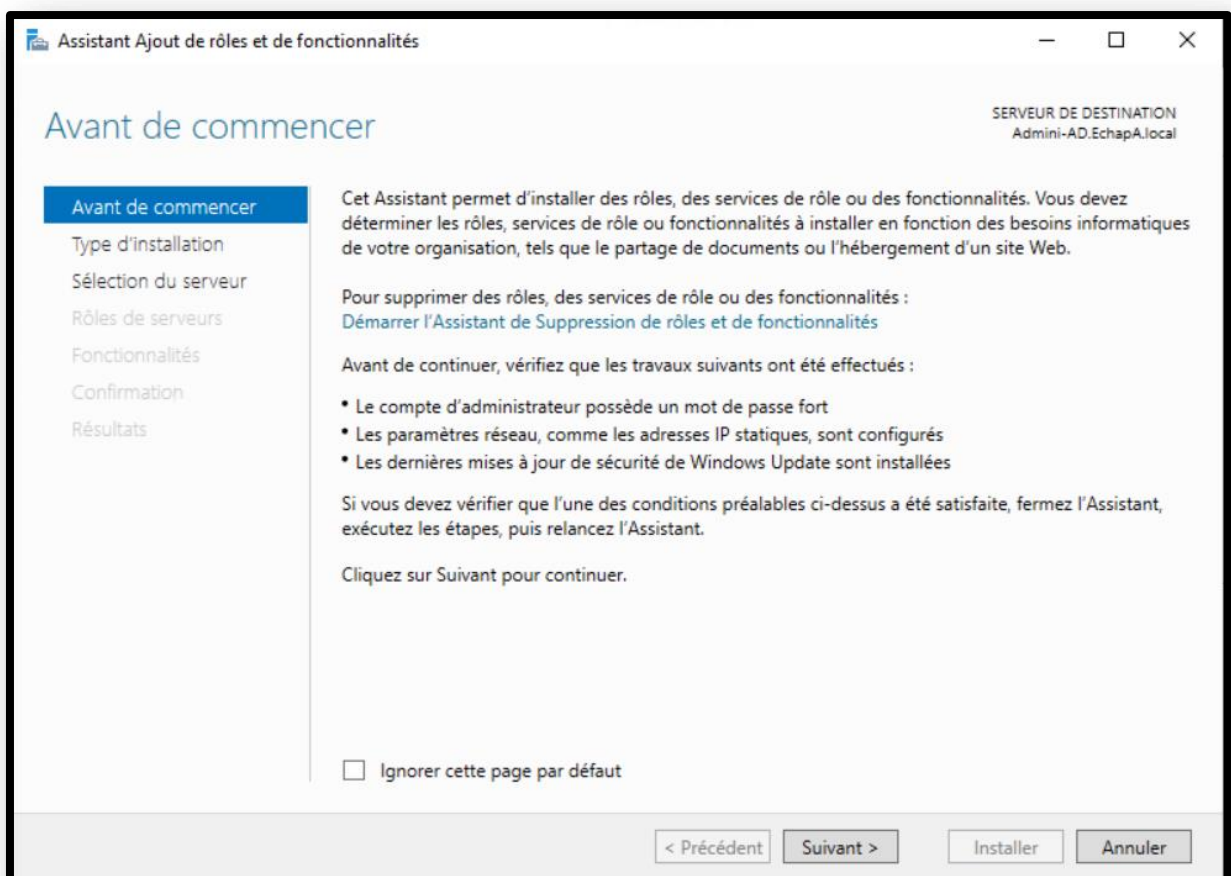 Assistant Ajout de rôles et de fonctionnalités
Avant de commencer
SERVEUR DE DESTINATION
Admini-AD.EchapA.local
Avant de commencer
Type d'installation
Sélection du serveur
Rôles de serveurs
Fonctionnalités
Confirmation
Résultats
Cet Assistant permet d'installer des rôles, des services de rôle ou des fonctionnalités. Vous devez
déterminer les rôles, services de rôle ou fonctionnalités à installer en fonction des besoins informatiques
de votre organisation, tels que le partage de documents ou l'hébergement d'un site Web.
Pour supprimer des rôles, des services de rôle ou des fonctionnalités :
Démarrer l'Assistant de Suppression de rôles et de fonctionnalités
Avant de continuer, vérifiez que les travaux suivants ont été effectués :
• Le compte d'administrateur possède un mot de passe fort
• Les paramètres réseau, comme les adresses IP statiques, sont configurés
• Les dernières mises à jour de sécurité de Windows Update sont installées
Si vous devez vérifier que l'une des conditions préalables ci-dessus a été satisfaite, fermez l'Assistant,
exécutez les étapes, puis relancez l'Assistant.
Cliquez sur Suivant pour continuer.
Ignorer cette page par défaut
< Précédent Suivant > Installer Annuler